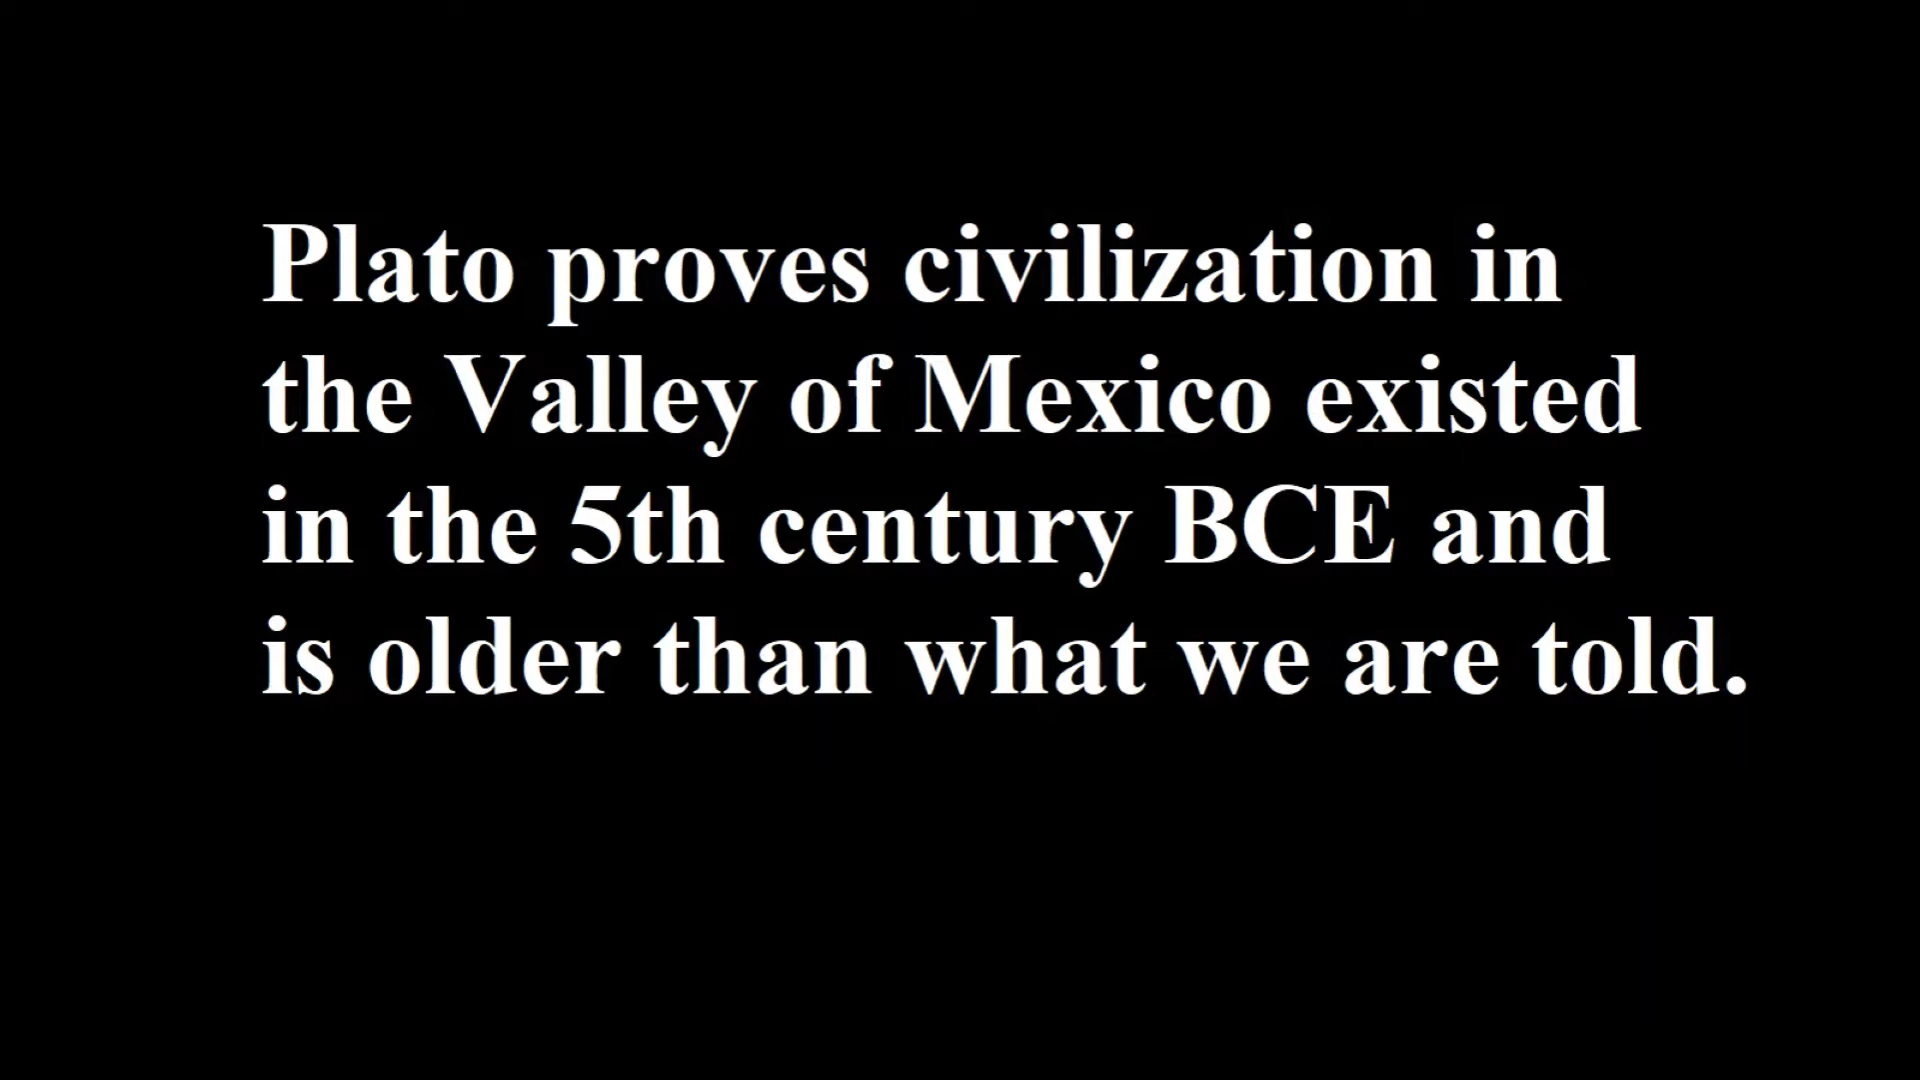 Plato proves civilization in
the Valley of Mexico existed
in the 5th century BCE and
is older than what we are told.